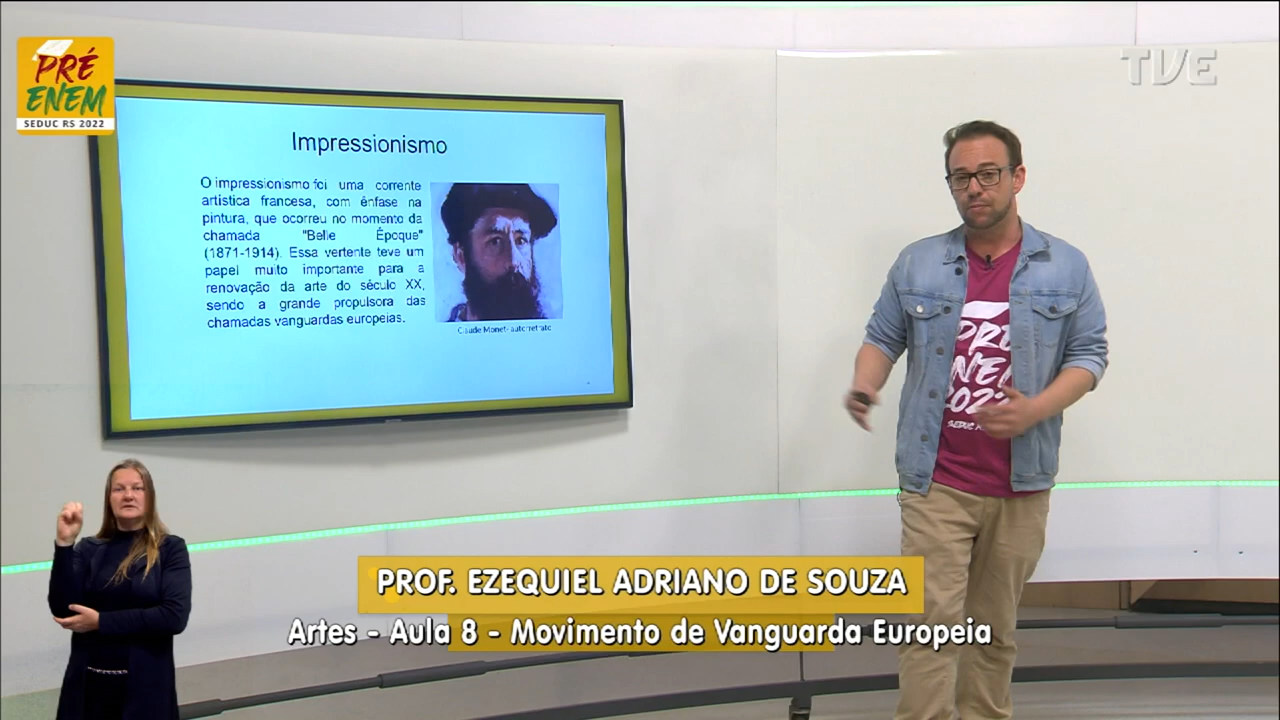 PRÉ
ENEM
SEDUC RS 2022
TVE
Impressionismo
O impressionismo foi uma corrente
artística francesa, com ênfase na
pintura, que ocorreu no momento da
chamada "Belle Époque"
(1871-1914). Essa vertente teve um
papel muito importante para a
renovação da arte do século XX,
sendo a grande propulsora das
chamadas vanguardas europeias.
Claude Monet- autorretrato
PRÉ
ENEM
2022
SEDUC
PROF. EZEQUIEL ADRIANO DE SOUZA
Artes - Aula 8 - Movimento de Vanguarda Europeia